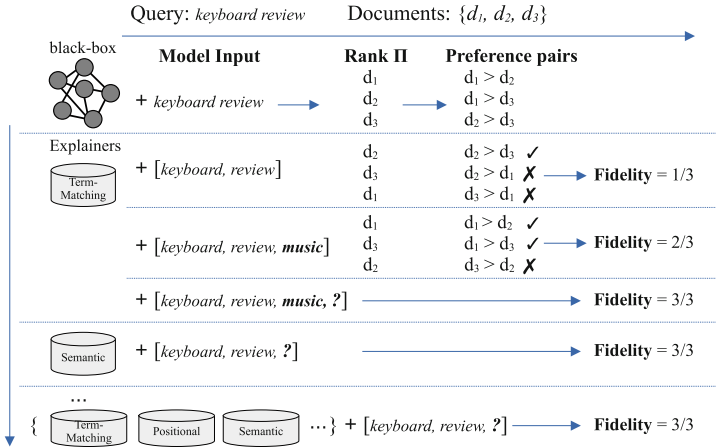 Query: keyboard review Documents: {d1, d2, d3}
black-box
Model Input Rank Π Preference pairs
d1 d1 > d2
+ keyboard review d2 d1 > d3
d3 d2 > d3
Explainers
d2 d2 > d3 ✓
Term-Matching + [keyboard, review] d3 d2 > d1 ✗ Fidelity = 1/3
d1 d3 > d1 ✗
d1 d1 > d2 ✓
+ [keyboard, review, music] d3 d1 > d3 ✓ Fidelity = 2/3
d2 d3 > d2 ✗
+ [keyboard, review, music, ?] Fidelity = 3/3
Semantic + [keyboard, review, ?] Fidelity = 3/3
...
{ Term-Matching Positional Semantic ...} + [keyboard, review, ?] Fidelity = 3/3